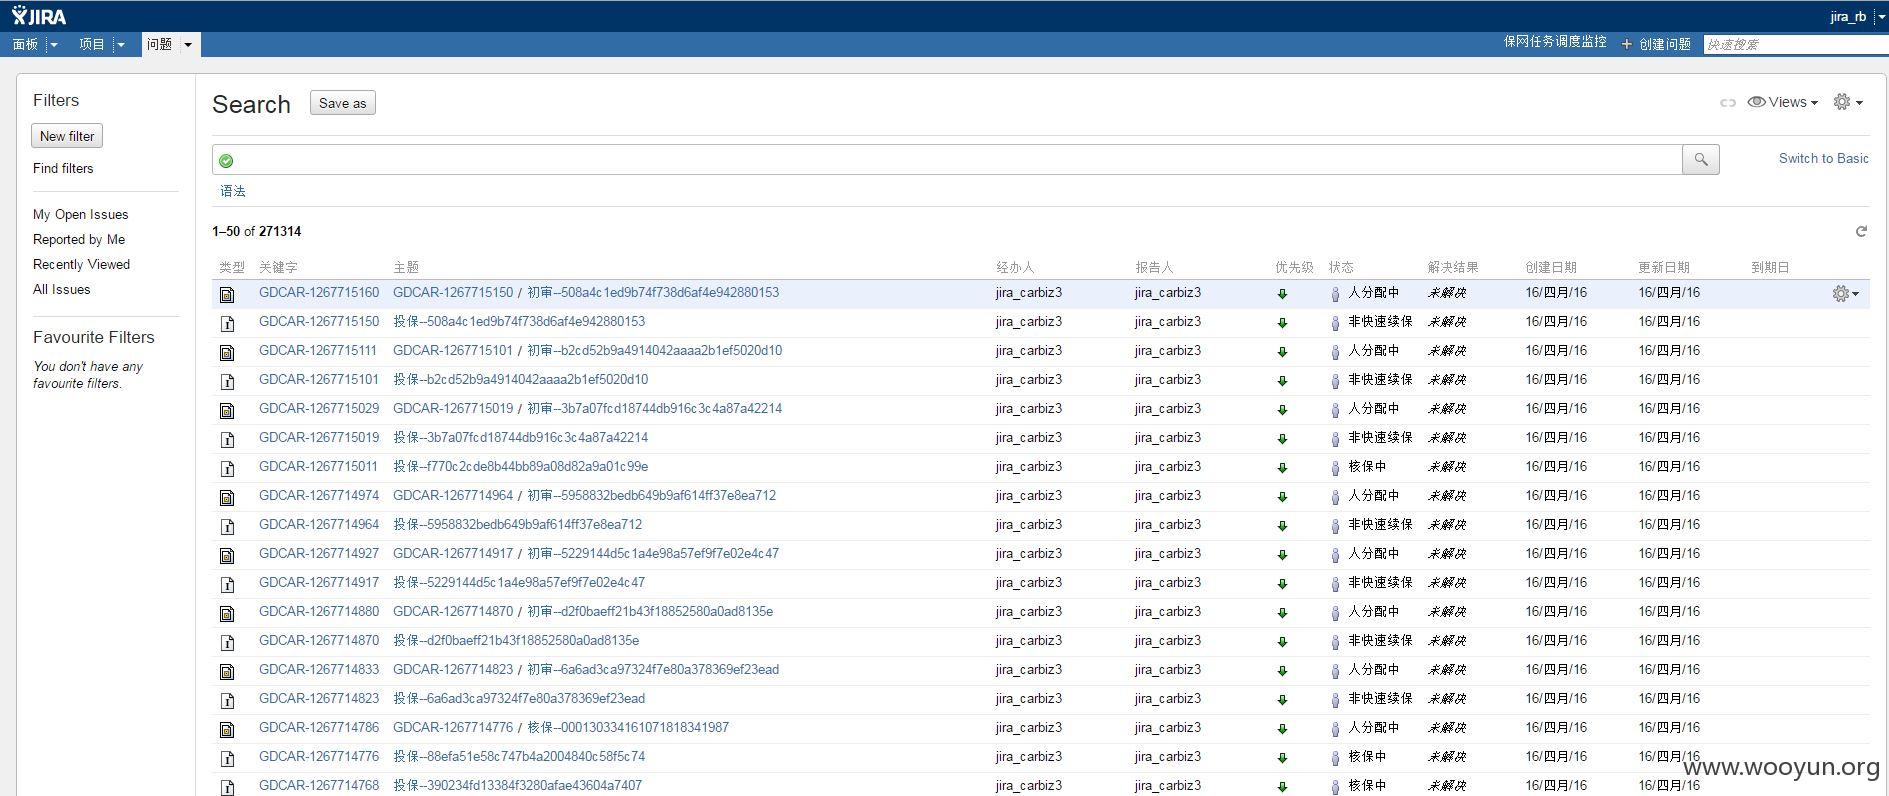 JIRA jira_rb
面板 项目 问题 保网任务调度监控 + 创建问题 快速搜索
Filters
New filter
Find filters
My Open Issues
Reported by Me
Recently Viewed
All Issues
Favourite Filters
You don't have any
favourite filters.
Search Save as Views
Switch to Basic
语法
1–50 of 271314
类型 关键字 主题 经办人 报告人 优先级 状态 解决结果 创建日期 更新日期 到期日
GDCAR-1267715160 GDCAR-1267715150 / 初审--508a4c1ed9b74f738d6af4e942880153 jira_carbiz3 jira_carbiz3 人分配中 未解决 16/四月/16 16/四月/16
GDCAR-1267715150 投保--508a4c1ed9b74f738d6af4e942880153 jira_carbiz3 jira_carbiz3 非快速续保 未解决 16/四月/16 16/四月/16
GDCAR-1267715111 GDCAR-1267715101 / 初审--b2cd52b9a4914042aaaa2b1ef5020d10 jira_carbiz3 jira_carbiz3 人分配中 未解决 16/四月/16 16/四月/16
GDCAR-1267715101 投保--b2cd52b9a4914042aaaa2b1ef5020d10 jira_carbiz3 jira_carbiz3 非快速续保 未解决 16/四月/16 16/四月/16
GDCAR-1267715029 GDCAR-1267715019 / 初审--3b7a07fcd18744db916c3c4a87a42214 jira_carbiz3 jira_carbiz3 人分配中 未解决 16/四月/16 16/四月/16
GDCAR-1267715019 投保--3b7a07fcd18744db916c3c4a87a42214 jira_carbiz3 jira_carbiz3 非快速续保 未解决 16/四月/16 16/四月/16
GDCAR-1267715011 投保--f770c2cde8b44bb89a08d82a9a01c99e jira_carbiz3 jira_carbiz3 核保中 未解决 16/四月/16 16/四月/16
GDCAR-1267714974 GDCAR-1267714964 / 初审--5958832bedb649b9af614ff37e8ea712 jira_carbiz3 jira_carbiz3 人分配中 未解决 16/四月/16 16/四月/16
GDCAR-1267714964 投保--5958832bedb649b9af614ff37e8ea712 jira_carbiz3 jira_carbiz3 非快速续保 未解决 16/四月/16 16/四月/16
GDCAR-1267714927 GDCAR-1267714917 / 初审--5229144d5c1a4e98a57ef9f7e02e4c47 jira_carbiz3 jira_carbiz3 人分配中 未解决 16/四月/16 16/四月/16
GDCAR-1267714917 投保--5229144d5c1a4e98a57ef9f7e02e4c47 jira_carbiz3 jira_carbiz3 非快速续保 未解决 16/四月/16 16/四月/16
GDCAR-1267714880 GDCAR-1267714870 / 初审--d2f0baeff21b43f18852580a0ad8135e jira_carbiz3 jira_carbiz3 人分配中 未解决 16/四月/16 16/四月/16
GDCAR-1267714870 投保--d2f0baeff21b43f18852580a0ad8135e jira_carbiz3 jira_carbiz3 非快速续保 未解决 16/四月/16 16/四月/16
GDCAR-1267714833 GDCAR-1267714823 / 初审--6a6ad3ca97324f7e80a378369ef23ead jira_carbiz3 jira_carbiz3 人分配中 未解决 16/四月/16 16/四月/16
GDCAR-1267714823 投保--6a6ad3ca97324f7e80a378369ef23ead jira_carbiz3 jira_carbiz3 非快速续保 未解决 16/四月/16 16/四月/16
GDCAR-1267714786 GDCAR-1267714776 / 核保--000130334161071818341987 jira_carbiz3 jira_carbiz3 人分配中 未解决 16/四月/16 16/四月/16
GDCAR-1267714776 投保--88efa51e58c747b4a2004840c58f5c74 jira_carbiz3 jira_carbiz3 核保中 未解决 16/四月/16 16/四月/16
GDCAR-1267714768 投保--390234fd13384f3280afae43604a7407 jira_carbiz3 jira_carbiz3 核保中 未解决 16/四月/16 16/四月/16
www.wooyun.org